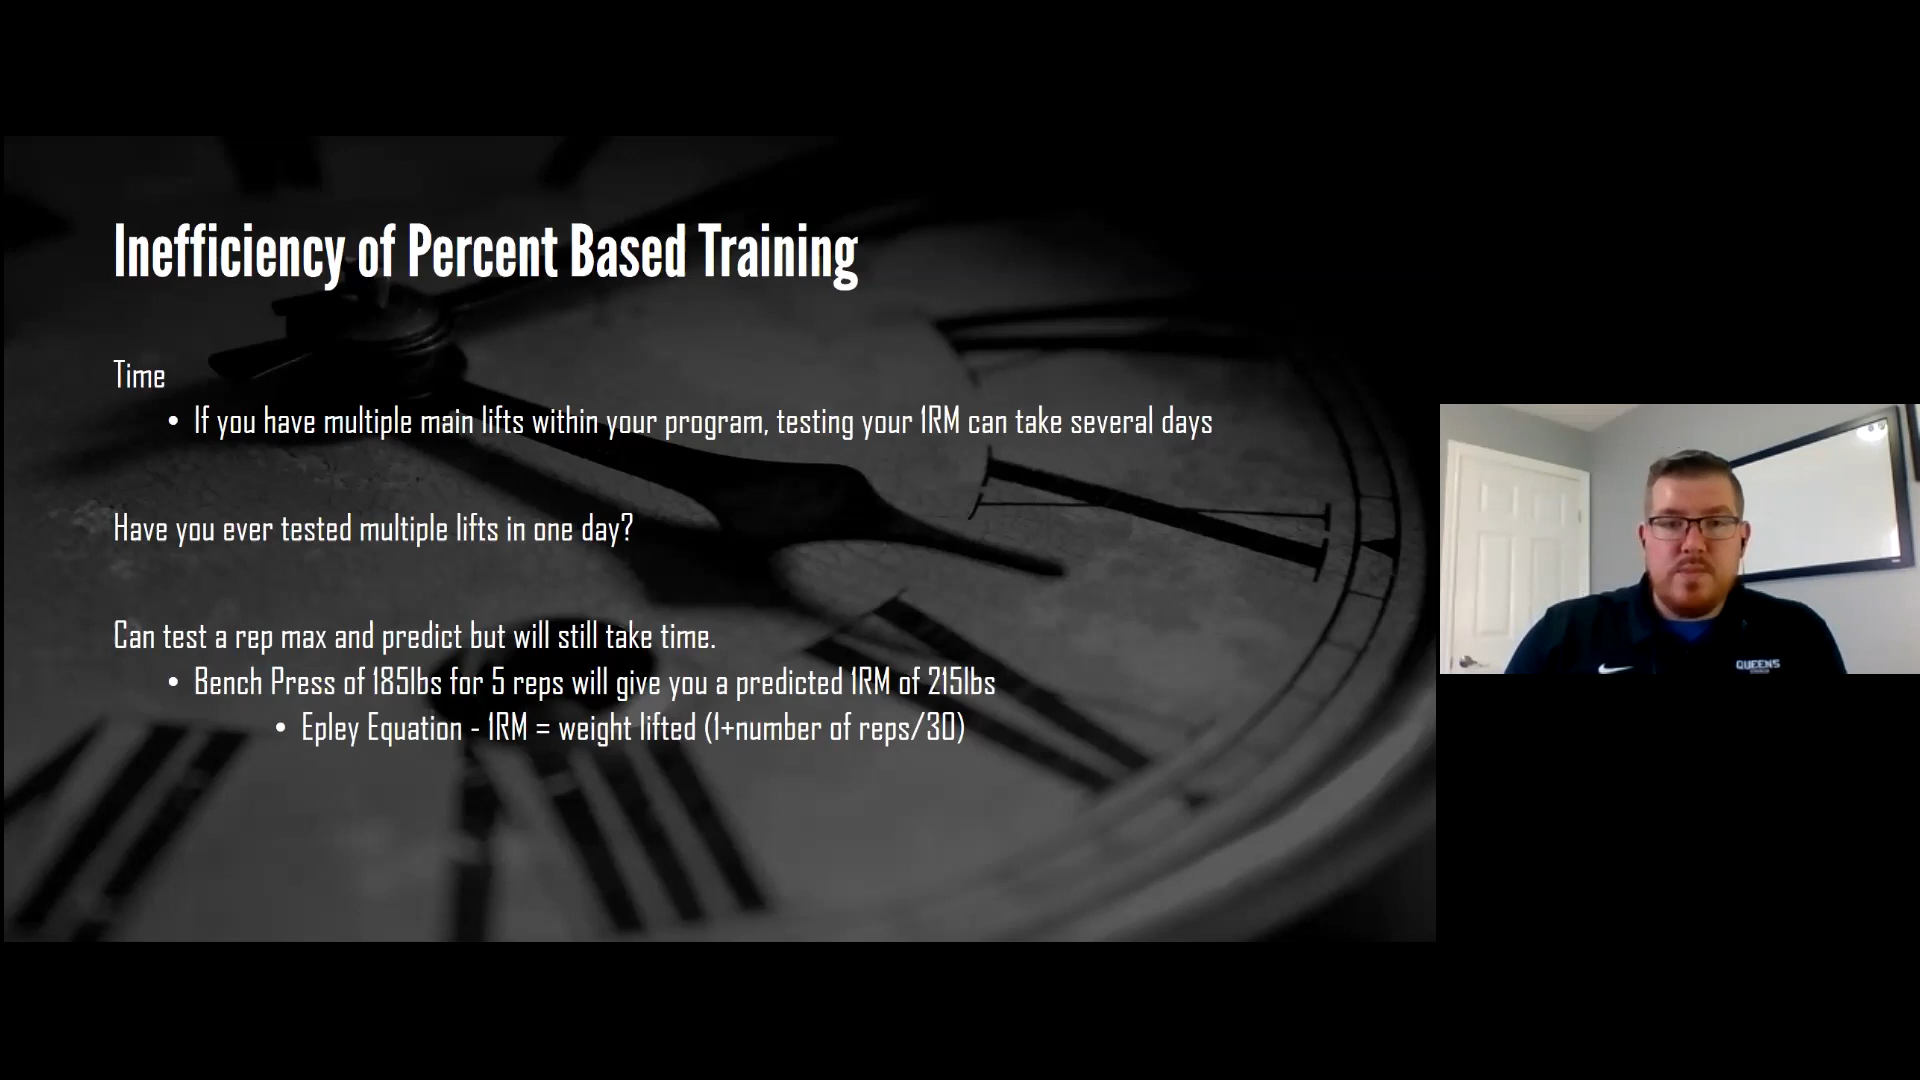 Inefficiency of Percent Based Training
Time
• If you have multiple main lifts within your program, testing your 1RM can take several days
Have you ever tested multiple lifts in one day?
Can test a rep max and predict but will still take time.
• Bench Press of 185lbs for 5 reps will give you a predicted 1RM of 215lbs
• Epley Equation - 1RM = weight lifted (1+number of reps/30)
QUEENS